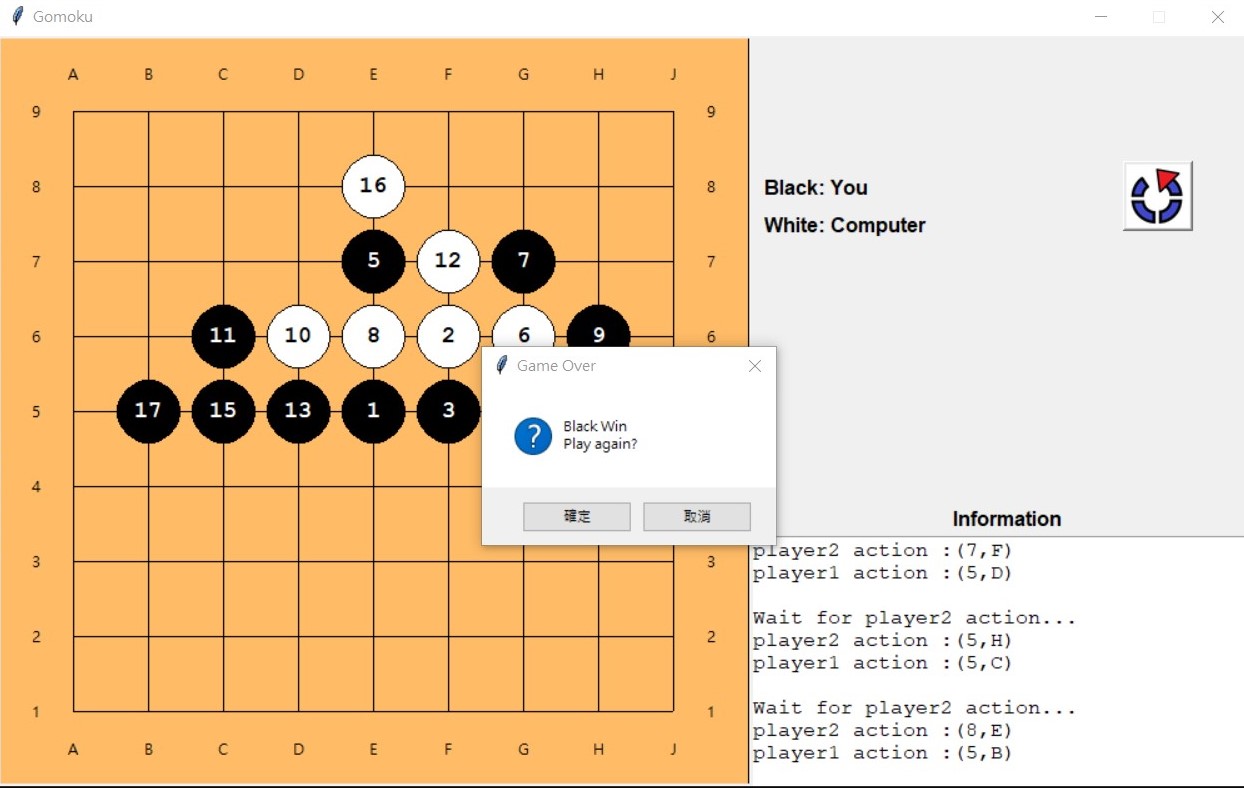 Gomoku
A B C D E F G H J
9 9
8 16 8
7 5 12 7 7
6 11 10 8 2 6 9 6
5 17 15 13 1 3
4
3 3
2 2
1 1
A B C D E F G H J
Black: You
White: Computer
Game Over
Black Win
Play again?
確定 取消
Information
player2 action :(7,F)
player1 action :(5,D)
Wait for player2 action...
player2 action :(5,H)
player1 action :(5,C)
Wait for player2 action...
player2 action :(8,E)
player1 action :(5,B)